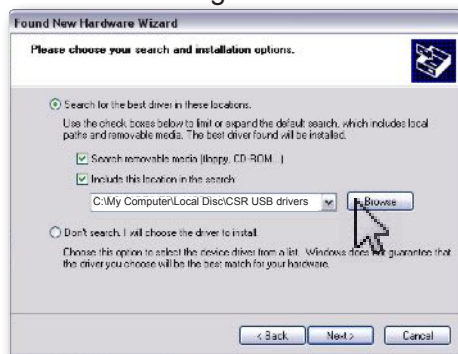 Found New Hardware Wizard
Please choose your search and installation options.
Search for the best driver in these locations.
Use the check boxes below to limit or expand the default search, which includes local
paths and removable media. The best driver found will be installed.
Search removable media (floppy, CD-ROM...)
Include this location in the search:
C:\My Computer\Local Disc\CSR USB drivers
Browse
Don't search. I will choose the driver to install.
Choose this option to select the device driver from a list. Windows does not guarantee that
the driver you choose will be the best match for your hardware.
< Back
Next >
Cancel